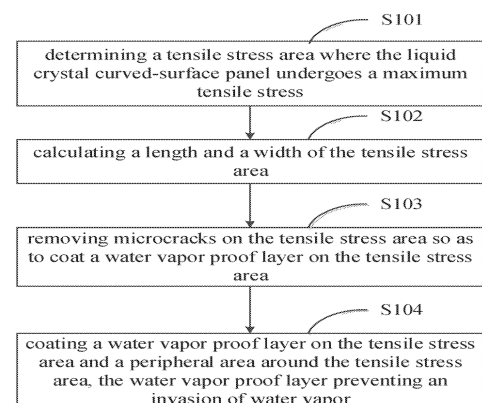 S101
determining a tensile stress area where the liquid
crystal curved-surface panel undergoes a maximum
tensile stress
S102
calculating a length and a width of the tensile stress
area
S103
removing microcracks on the tensile stress area so as
to coat a water vapor proof layer on the tensile stress
area
S104
coating a water vapor proof layer on the tensile stress
area and a peripheral area around the tensile stress
area, the water vapor proof layer preventing an
invasion of water vapor